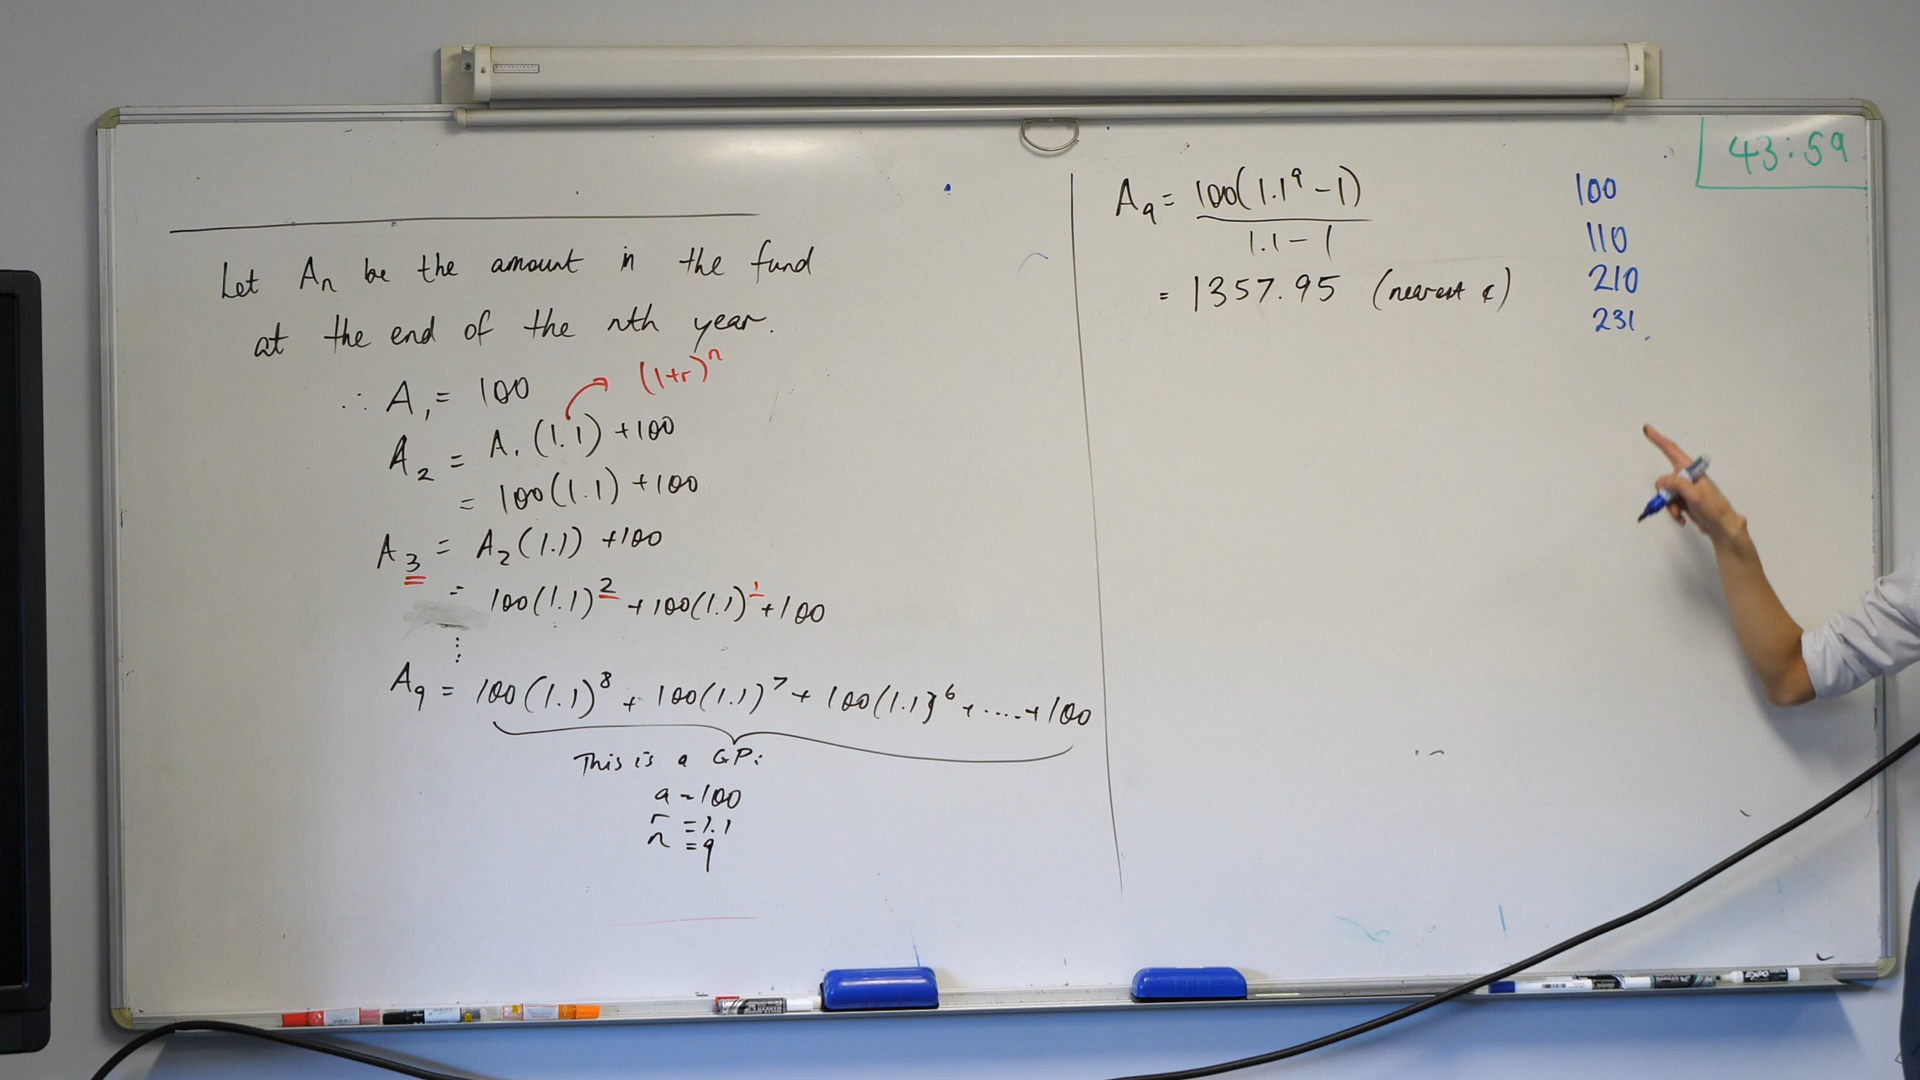 Let An be the amount in the fund
at the end of the nth year.
∴ A₁ = 100
(1+r)ⁿ
A₂ = A₁ (1.1) +100
= 100(1.1) +100
A₃ = A₂(1.1) +100
= 100(1.1)² +100(1.1)¹ +100
⋮
A₉ = 100(1.1)⁸ + 100(1.1)⁷ + 100(1.1)⁶ + .... + 100
This is a GP:
a = 100
r = 1.1
n = 9
A₉ = 100(1.1⁹ - 1)
1.1 - 1
= 1357.95 (nearest ¢)
100
110
210
231
43:59
EXPO